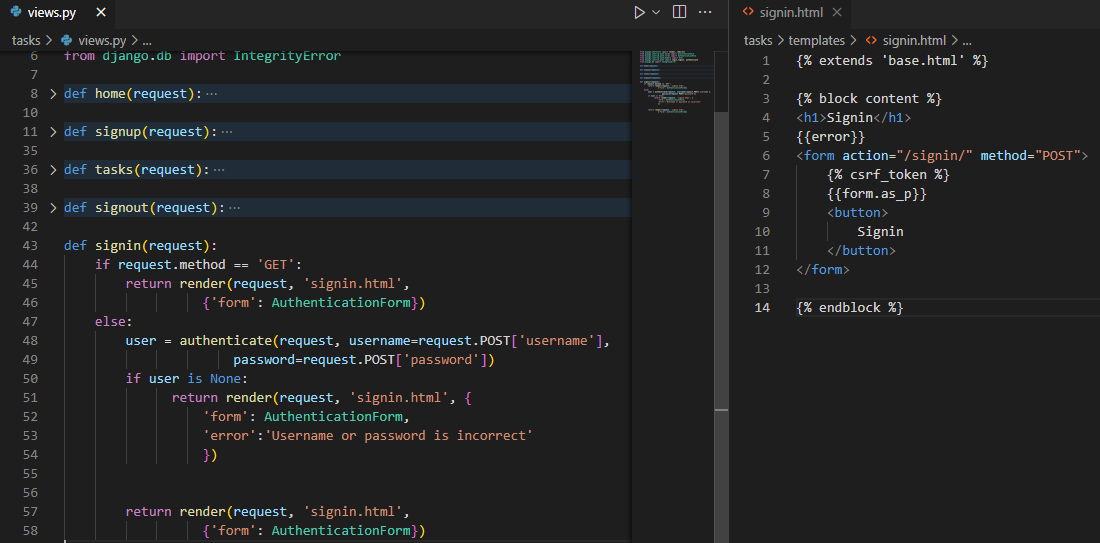 views.py
tasks > views.py > ...
6 from django.db import IntegrityError
7
8 > def home(request): ···
10
11 > def signup(request): ···
35
36 > def tasks(request): ···
38
39 > def signout(request): ···
42
43 def signin(request):
44 if request.method == 'GET':
45 return render(request, 'signin.html',
46 {'form': AuthenticationForm})
47 else:
48 user = authenticate(request, username=request.POST['username'],
49 password=request.POST['password'])
50 if user is None:
51 return render(request, 'signin.html', {
52 'form': AuthenticationForm,
53 'error':'Username or password is incorrect'
54 })
55
56
57 return render(request, 'signin.html',
58 {'form': AuthenticationForm})
signin.html
tasks > templates > signin.html > ...
1 {% extends 'base.html' %}
2
3 {% block content %}
4 <h1>Signin</h1>
5 {{error}}
6 <form action="/signin/" method="POST">
7 {% csrf_token %}
8 {{form.as_p}}
9 <button>
10 Signin
11 </button>
12 </form>
13
14 {% endblock %}